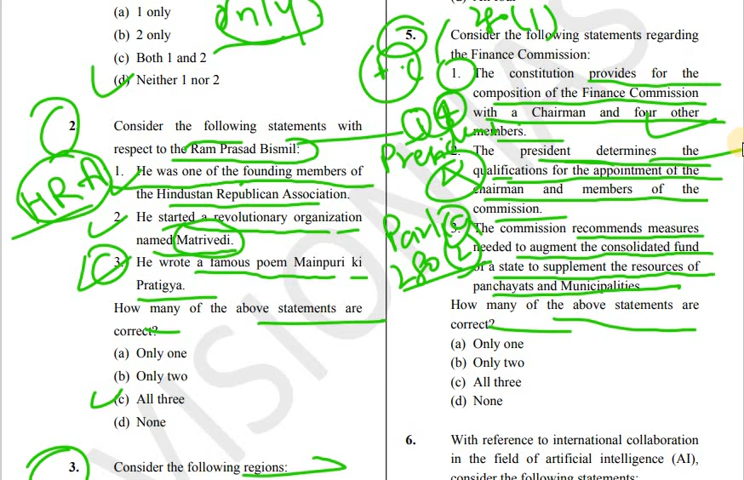 (a) 1 only
(b) 2 only
(c) Both 1 and 2
(d) Neither 1 nor 2
only
2.
Consider the following statements with
respect to the Ram Prasad Bismil:
1. He was one of the founding members of
the Hindustan Republican Association.
2. He started a revolutionary organization
named Matrivedi.
3. He wrote a famous poem Mainpuri ki
Pratigya.
How many of the above statements are
correct?
(a) Only one
(b) Only two
(c) All three
(d) None
HRA
3. Consider the following regions:
280(1)
5. Consider the following statements regarding
the Finance Commission:
1. The constitution provides for the
composition of the Finance Commission
with a Chairman and four other
members.
2. The president determines the
qualifications for the appointment of the
chairman and members of the
commission.
3. The commission recommends measures
needed to augment the consolidated fund
of a state to supplement the resources of
panchayats and Municipalities
How many of the above statements are
correct?
(a) Only one
(b) Only two
(c) All three
(d) None
280(2)
6. With reference to international collaboration
in the field of artificial intelligence (AI),
consider the following statements:
VISION IAS